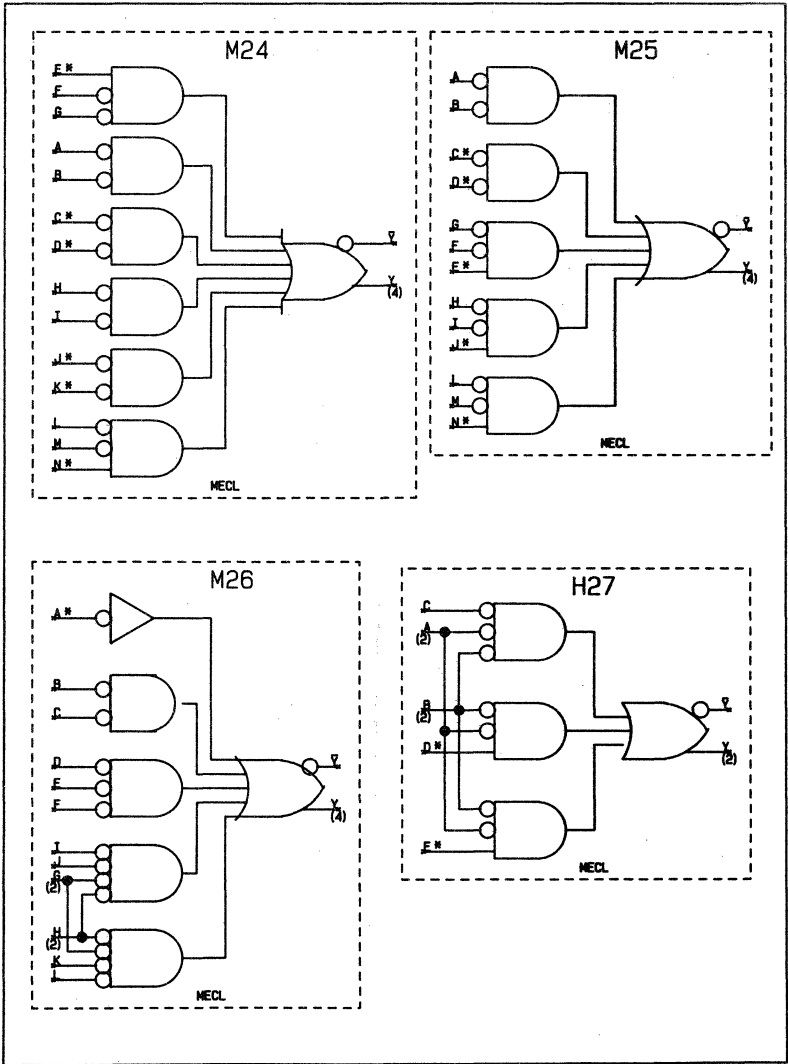 M24
E*
F
G
A
B
C*
D*
H
I
J*
K*
L
M
N*
Y
Y
(4)
MECL
M25
A
B
C*
D*
G
F
E*
H
I
J*
L
M
N*
Y
Y
(4)
MECL
M26
A*
B
C
D
E
F
I
J
G
(2)
H
(2)
K
L
Y
Y
(4)
MECL
H27
C
A
(2)
B
(2)
D*
E*
Y
Y
(2)
MECL